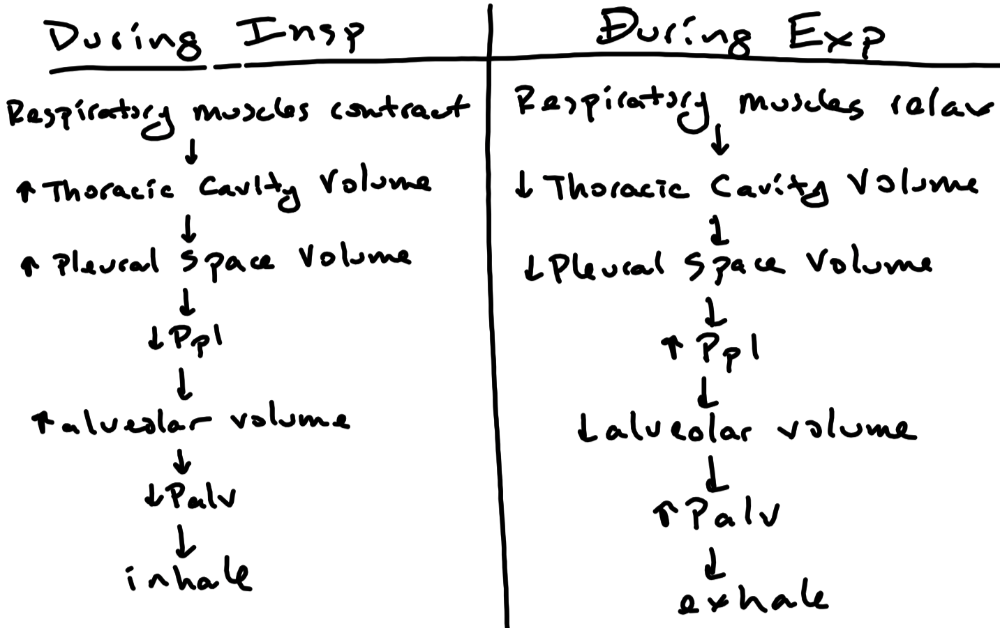 During Insp
Respiratory muscles contract
↓
↑ Thoracic Cavity Volume
↓
↑ Pleural Space Volume
↓
↓ Ppl
↓
↑ alveolar volume
↓
↓ Palv
↓
inhale
During Exp
Respiratory muscles relax
↓
↓ Thoracic Cavity Volume
↓
↓ Pleural Space Volume
↓
↑ Ppl
↓
↓ alveolar volume
↓
↑ Palv
↓
exhale